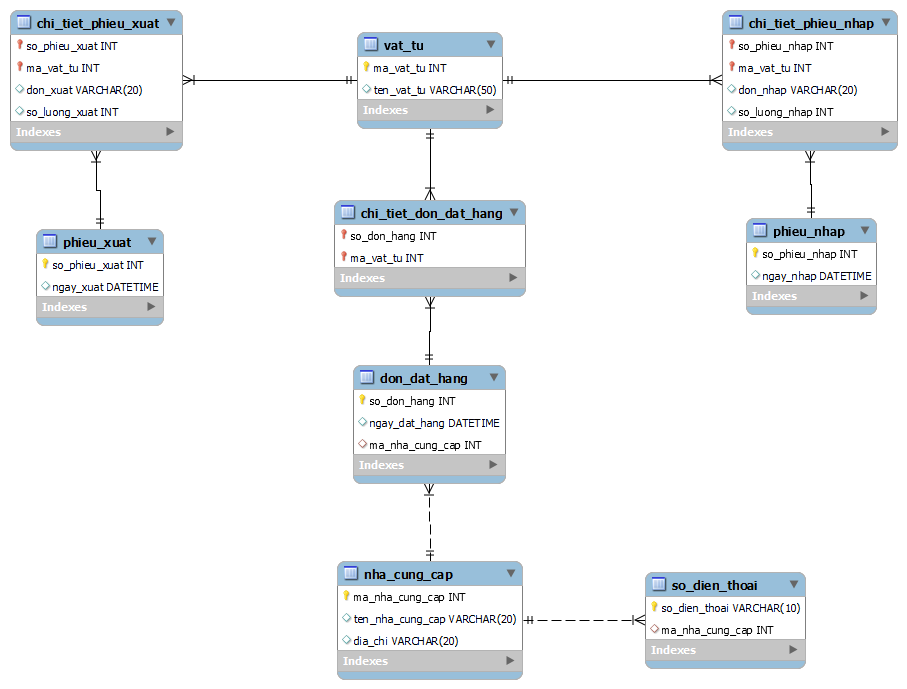 chi_tiet_phieu_xuat
so_phieu_xuat INT
ma_vat_tu INT
don_xuat VARCHAR(20)
so_luong_xuat INT
Indexes
vat_tu
ma_vat_tu INT
ten_vat_tu VARCHAR(50)
Indexes
chi_tiet_phieu_nhap
so_phieu_nhap INT
ma_vat_tu INT
don_nhap VARCHAR(20)
so_luong_nhap INT
Indexes
phieu_xuat
so_phieu_xuat INT
ngay_xuat DATETIME
Indexes
chi_tiet_don_dat_hang
so_don_hang INT
ma_vat_tu INT
Indexes
phieu_nhap
so_phieu_nhap INT
ngay_nhap DATETIME
Indexes
don_dat_hang
so_don_hang INT
ngay_dat_hang DATETIME
ma_nha_cung_cap INT
Indexes
nha_cung_cap
ma_nha_cung_cap INT
ten_nha_cung_cap VARCHAR(20)
dia_chi VARCHAR(20)
Indexes
so_dien_thoai
so_dien_thoai VARCHAR(10)
ma_nha_cung_cap INT
Indexes